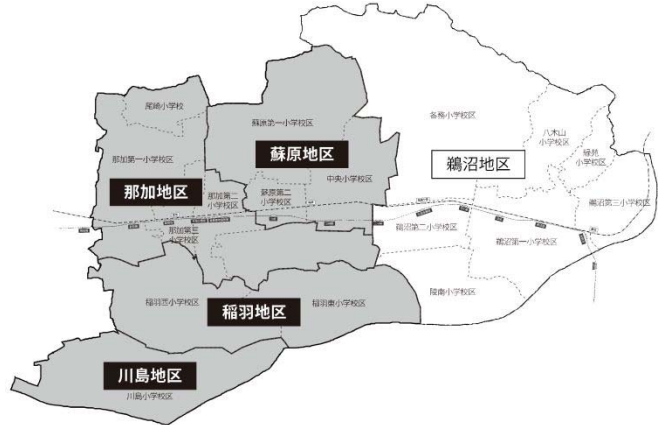 尾崎小学校
蘇原第一小学校区
各務小学校区
八木山
小学校区
緑苑
小学校区
蘇原地区
鵜沼地区
那加第一小学校区
中央小学校区
那加地区
那加第二
小学校区
蘇原第二
小学校区
鵜沼第三小学校区
那加第三
小学校区
鵜沼第二小学校区
鵜沼第一小学校区
稲羽西小学校区
稲羽地区
稲羽東小学校区
陵南小学校区
川島地区
川島小学校区